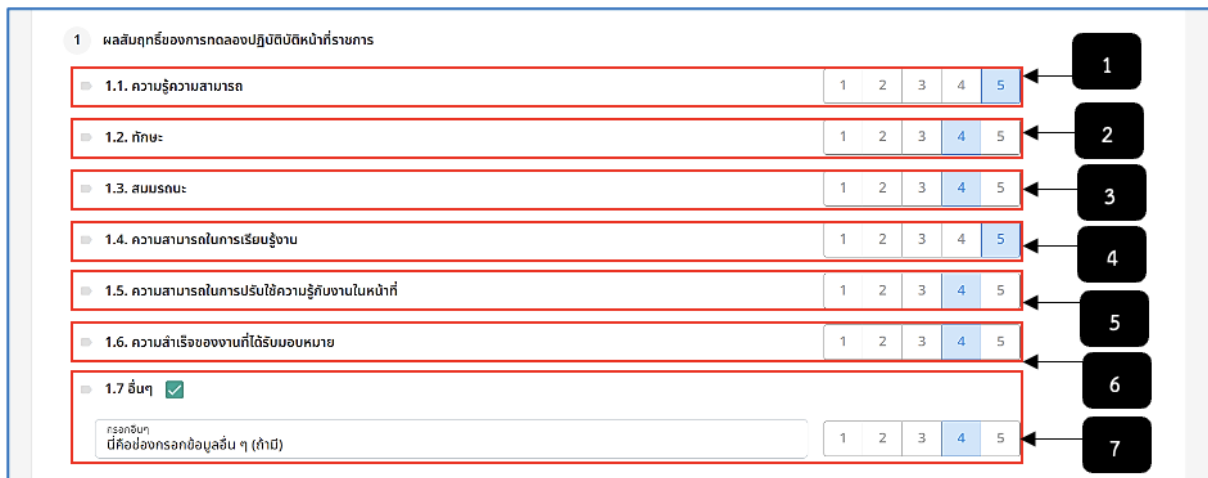 1 ผลสัมฤทธิ์ของการทดลองปฏิบัติบัติหน้าที่ราชการ
1.1. ความรู้ความสามารถ 1 2 3 4 5 1
1.2. ทักษะ 1 2 3 4 5 2
1.3. สมมรถนะ 1 2 3 4 5 3
1.4. ความสามารถในการเรียนรู้งาน 1 2 3 4 5 4
1.5. ความสามารถในการปรับใช้ความรู้กับงานในหน้าที่ 1 2 3 4 5 5
1.6. ความสำเร็จของงานที่ได้รับมอบหมาย 1 2 3 4 5 6
1.7 อื่นๆ
กรอกอื่นๆ
นี่คือช่องกรอกข้อมูลอื่น ๆ (ถ้ามี) 1 2 3 4 5 7